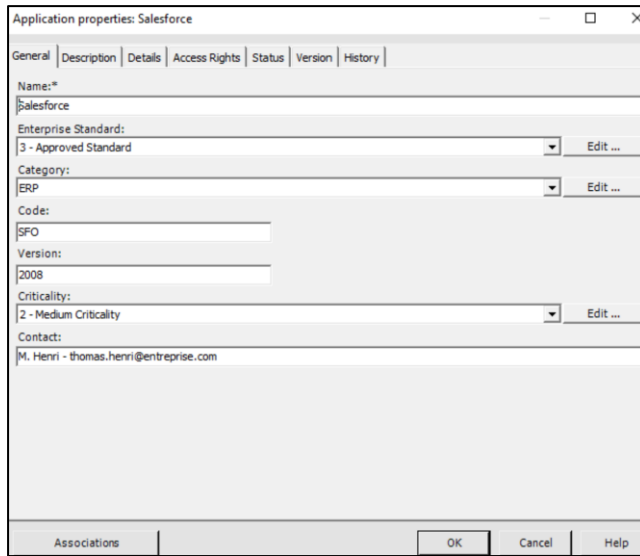 Application properties: Salesforce
General Description Details Access Rights Status Version History
Name:*
Salesforce
Enterprise Standard:
3 - Approved Standard Edit ...
Category:
ERP Edit ...
Code:
SFO
Version:
2008
Criticality:
2 - Medium Criticality Edit ...
Contact:
M. Henri - thomas.henri@entreprise.com
Associations OK Cancel Help